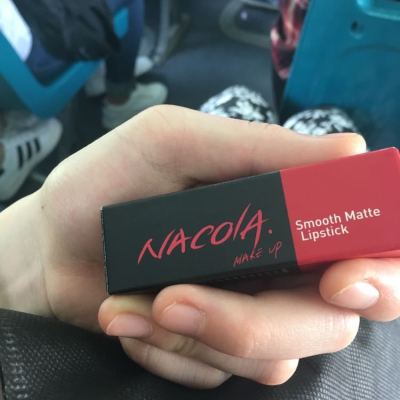 NACOlA.
MAKE UP
Smooth Matte
Lipstick